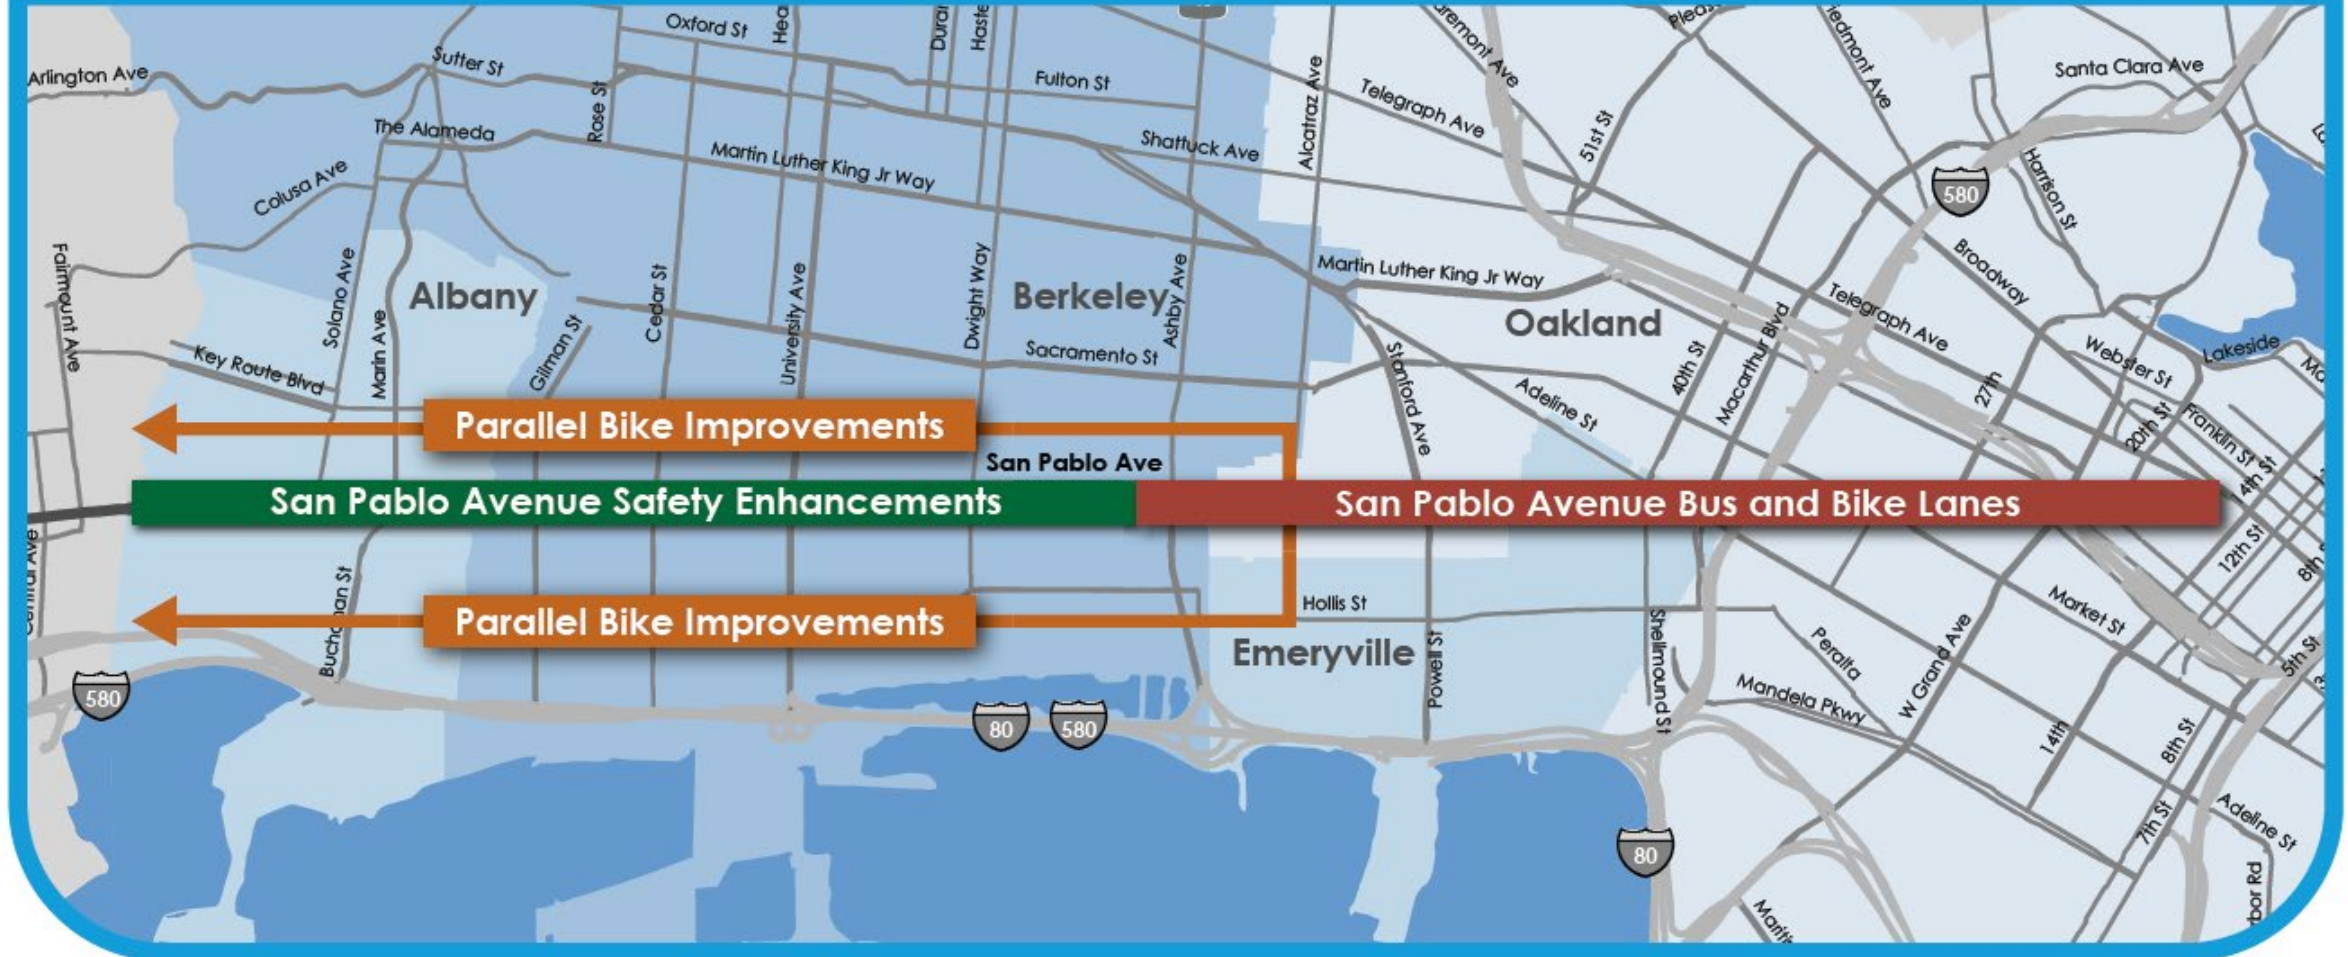 Oxford St
Sutter St
Arlington Ave
Fulton St
Santa Clara Ave
Telegraph Ave
51st St
Rose St
The Alameda
Alcatraz Ave
Shattuck Ave
Martin Luther King Jr Way
Colusa Ave
580
Harrison St
Fairmount Ave
Solano Ave
Albany
Cedar St
University Ave
Dwight Way
Berkeley
Ashby Ave
Martin Luther King Jr Way
Broadway
Oakland
Telegraph Ave
Marin Ave
Gilman St
Key Route Blvd
Sacramento St
Stanford Ave
40th St
Macarthur Blvd
Webster St
Lakeside
Adeline St
27th
20th St
Franklin St
14th St
Parallel Bike Improvements
San Pablo Ave
San Pablo Avenue Safety Enhancements
San Pablo Avenue Bus and Bike Lanes
12th St
Buchanan St
Parallel Bike Improvements
Hollis St
Market St
Emeryville
Powell St
Shellmound St
Peralta
W Grand Ave
5th St
580
Mandela Pkwy
80
580
14th
8th St
7th St
Adeline St
80